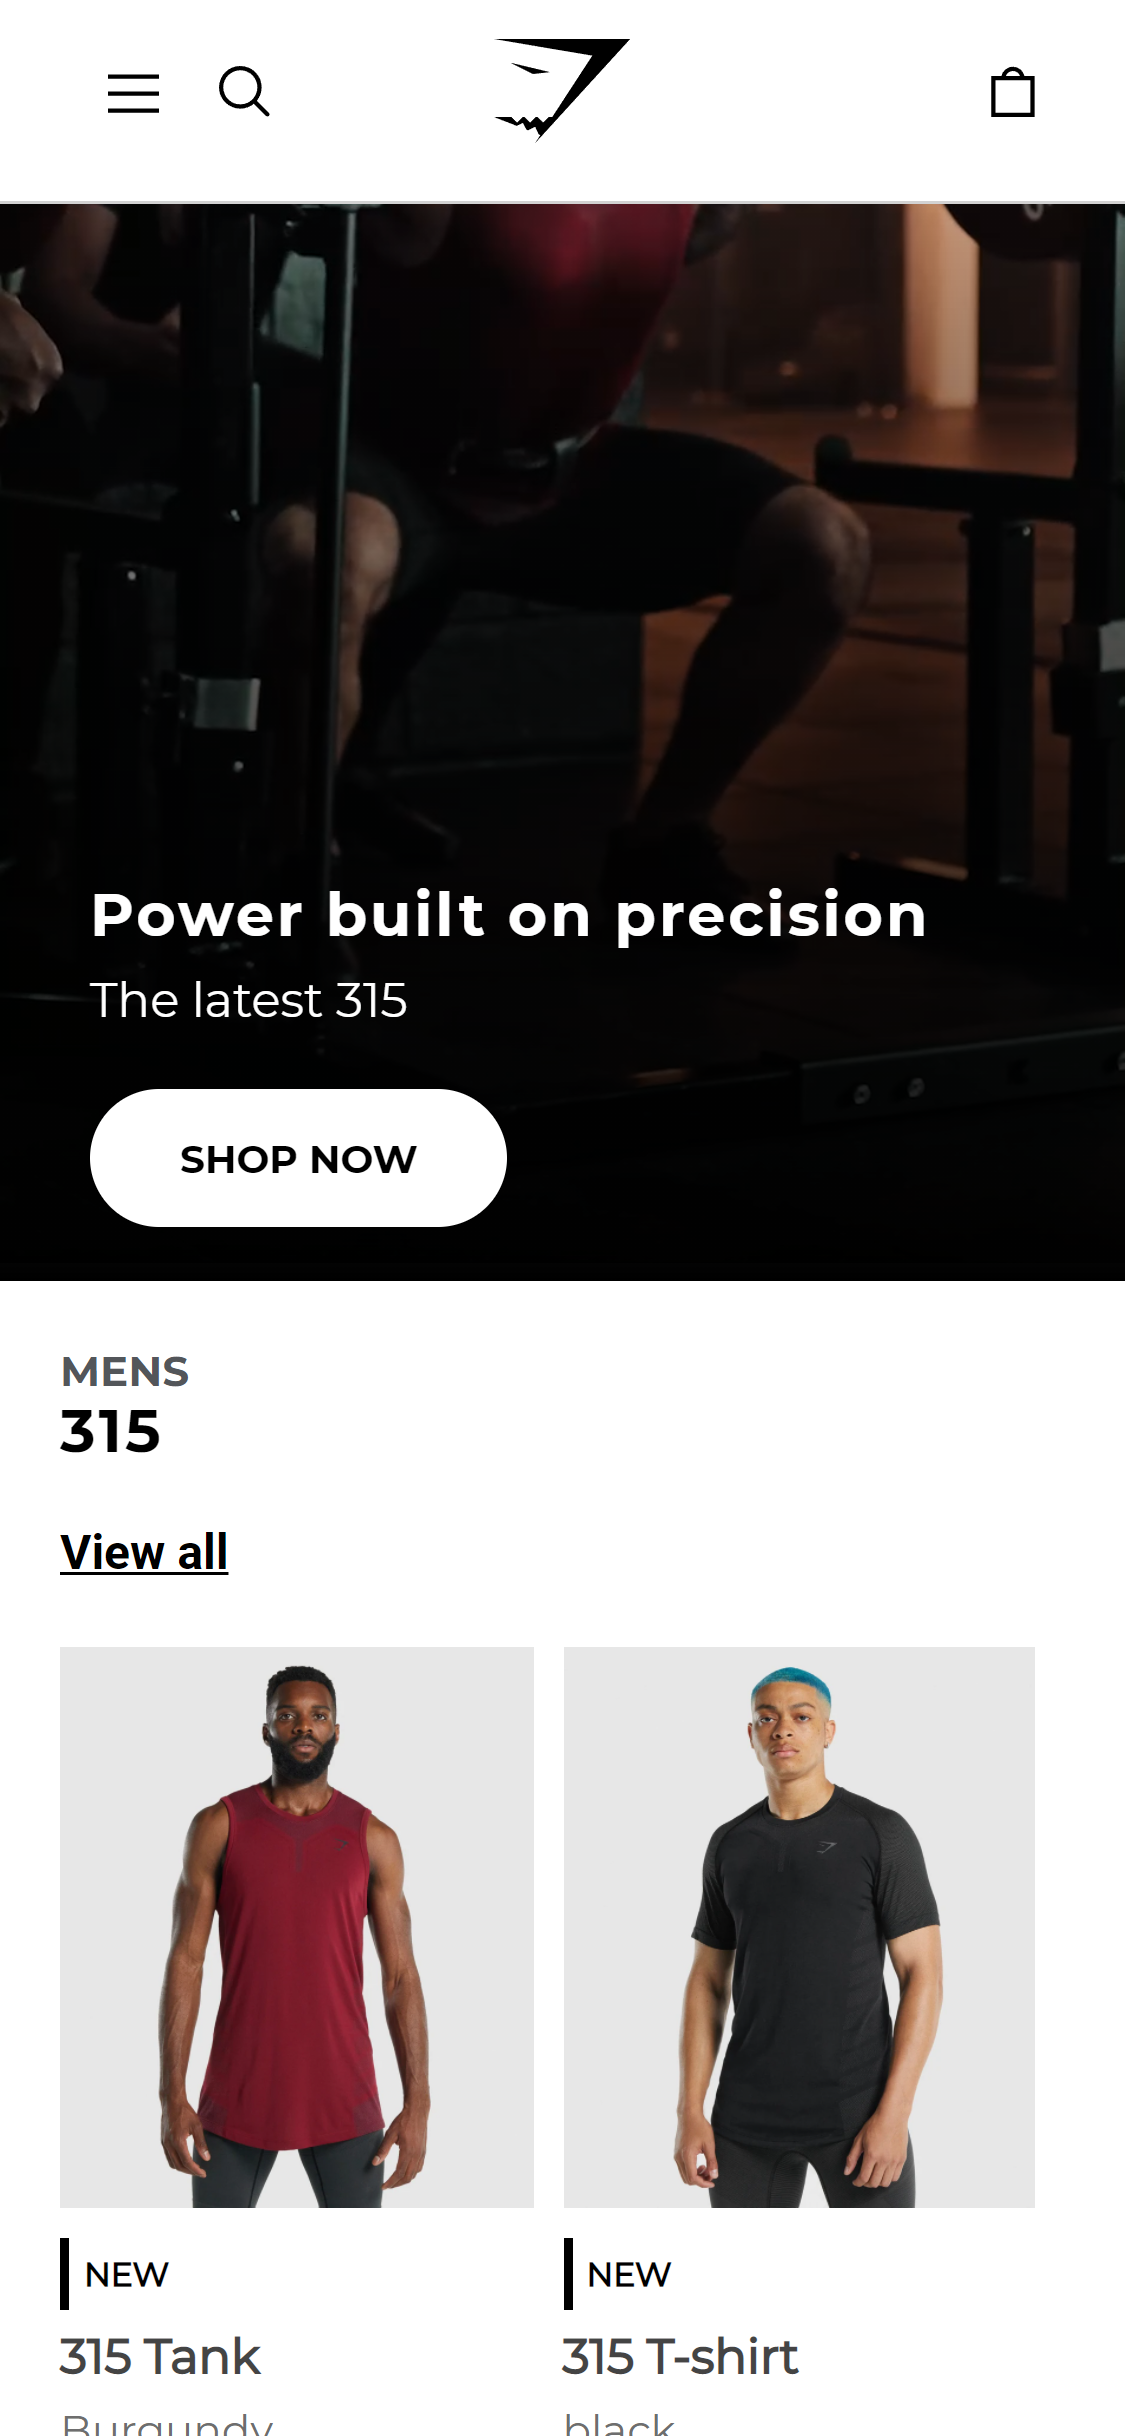 Power built on precision
The latest 315
SHOP NOW
MENS
315
View all
NEW
NEW
315 Tank
315 T-shirt
Burgundy
black